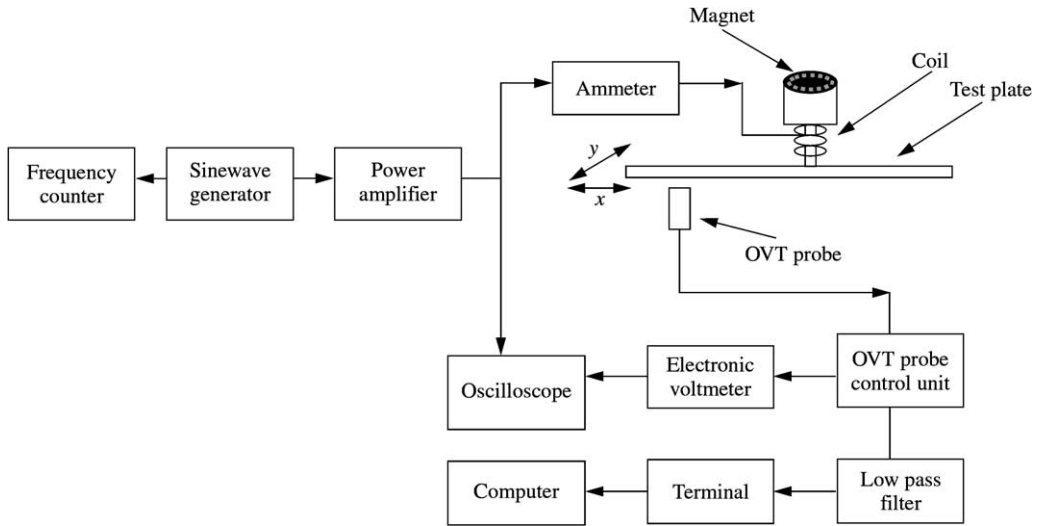 Magnet
Coil
Test plate
Ammeter
y
x
Frequency
counter
Sinewave
generator
Power
amplifier
OVT probe
Oscilloscope
Electronic
voltmeter
OVT probe
control unit
Computer
Terminal
Low pass
filter